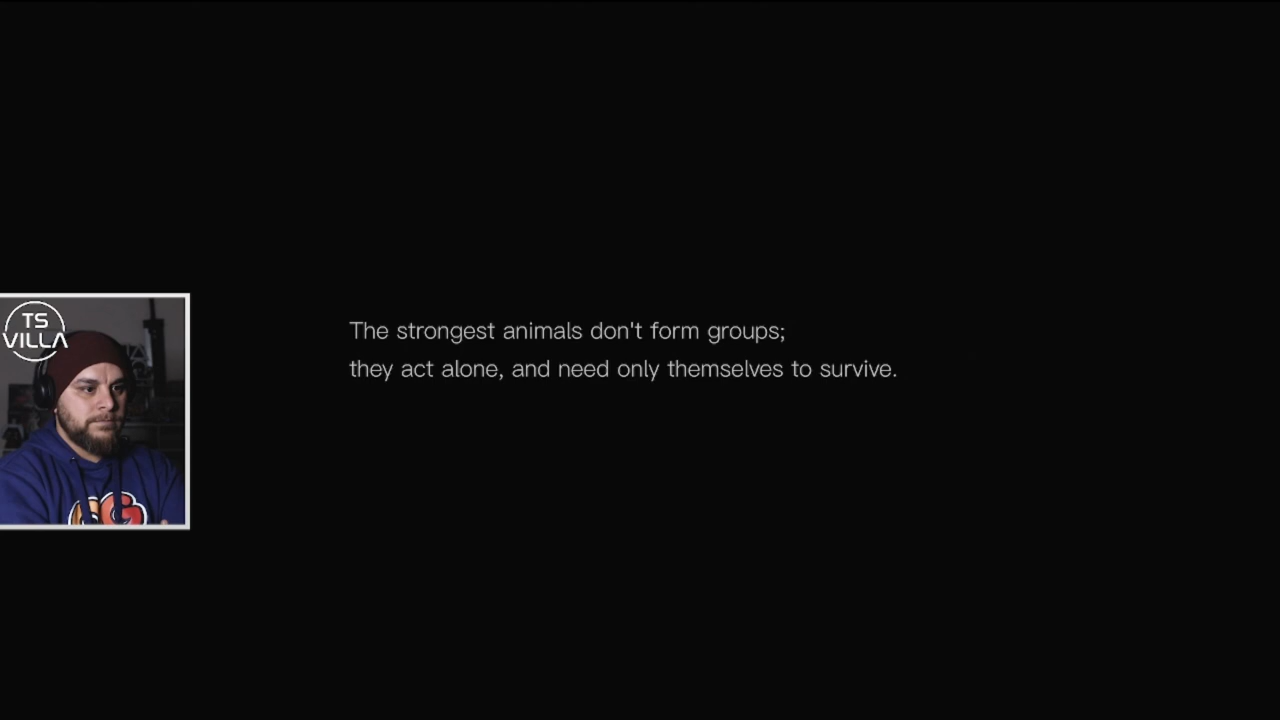 TS
VILLA
The strongest animals don't form groups;
they act alone, and need only themselves to survive.
G